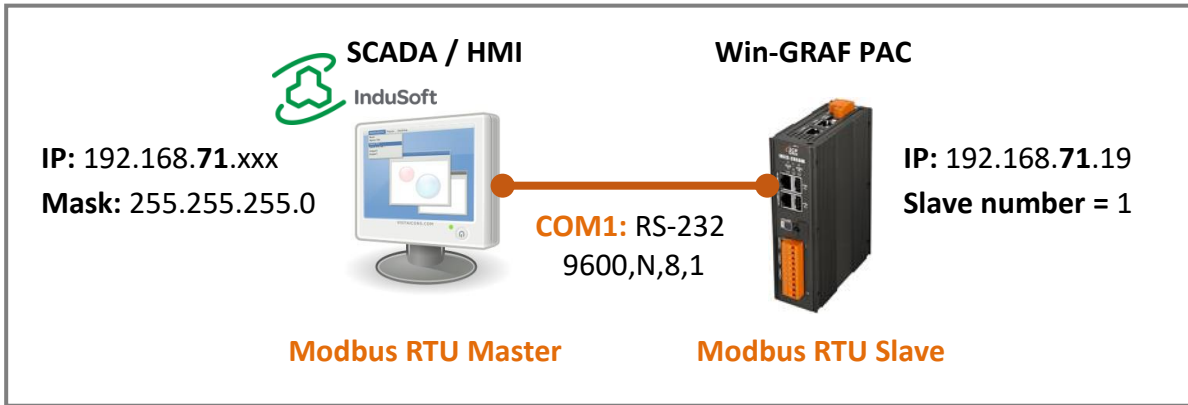 SCADA / HMI
Win-GRAF PAC
InduSoft
IP: 192.168.71.xxx
Mask: 255.255.255.0
IP: 192.168.71.19
Slave number = 1
COM1: RS-232
9600,N,8,1
Modbus RTU Master
Modbus RTU Slave